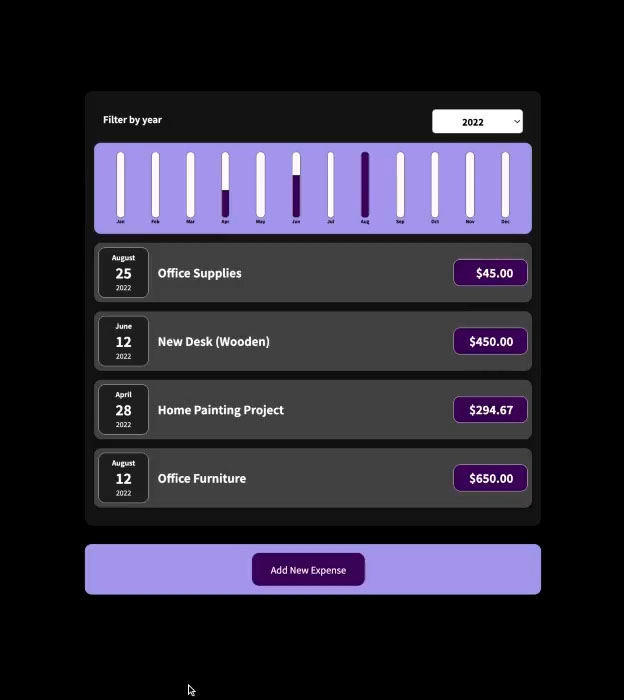 Filter by year
2022
Jan Feb Mar Apr May Jun Jul Aug Sep Oct Nov Dec
August
25
2022
Office Supplies
$45.00
June
12
2022
New Desk (Wooden)
$450.00
April
28
2022
Home Painting Project
$294.67
August
12
2022
Office Furniture
$650.00
Add New Expense